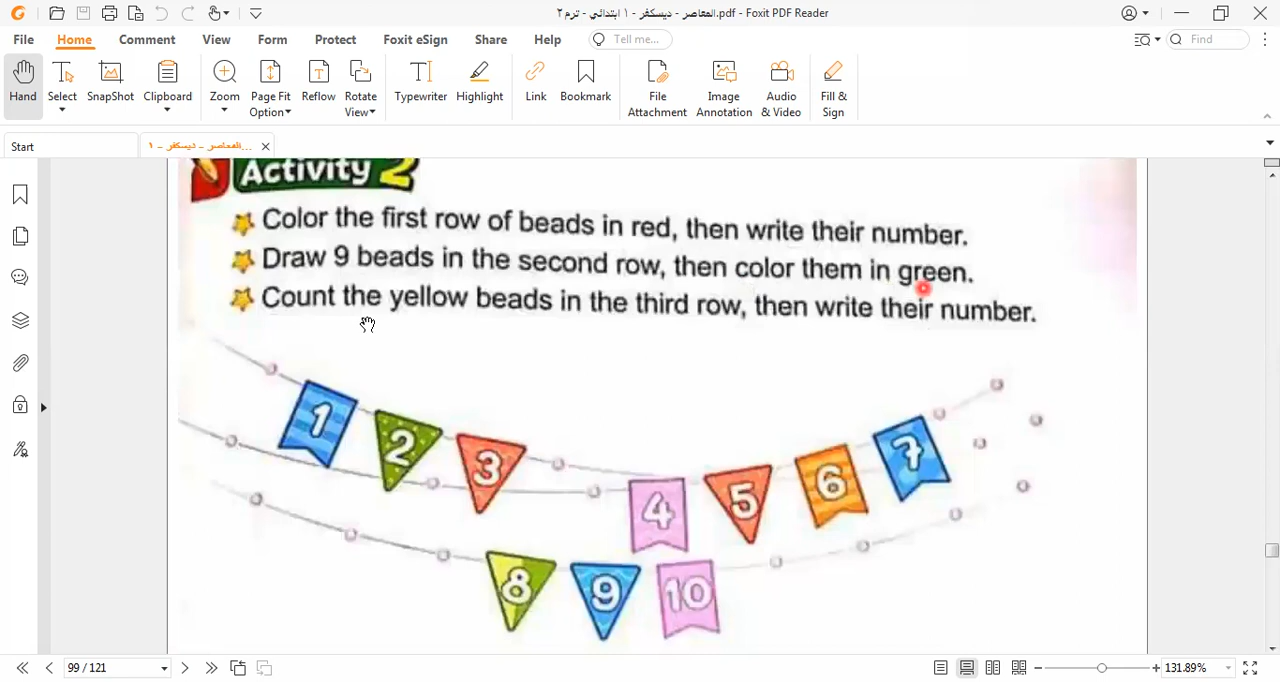 المعاصر - ديسكفر - ١ ابتدائي - ترم٢.pdf - Foxit PDF Reader
File Home Comment View Form Protect Foxit eSign Share Help Tell me... Find
Hand Select SnapShot Clipboard Zoom Page Fit Option Reflow Rotate View Typewriter Highlight Link Bookmark File Attachment Image Annotation Audio & Video Fill & Sign
Start المعاصر - ديسكفر - ١...
Activity 2
Color the first row of beads in red, then write their number.
Draw 9 beads in the second row, then color them in green.
Count the yellow beads in the third row, then write their number.
1 2 3 4 5 6 7
8 9 10
99 / 121 131.89%